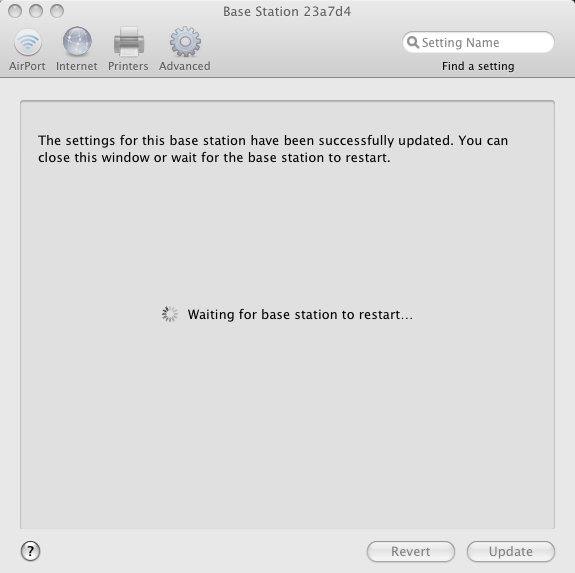 Base Station 23a7d4
AirPort Internet Printers Advanced
Setting Name
Find a setting
The settings for this base station have been successfully updated. You can
close this window or wait for the base station to restart.
Waiting for base station to restart...
?
Revert Update